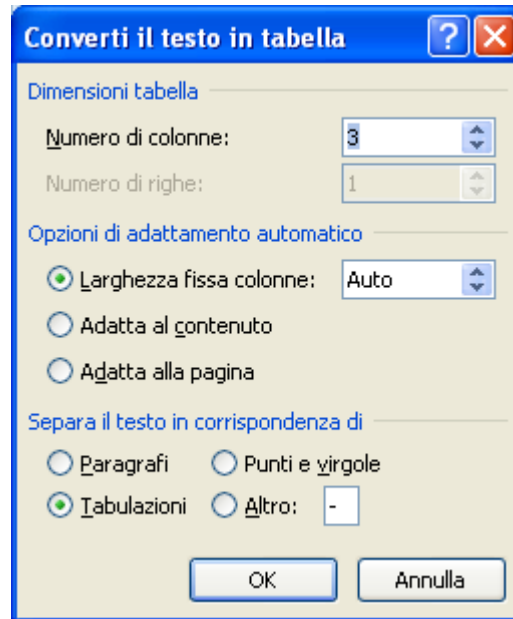 Converti il testo in tabella
Dimensioni tabella
Numero di colonne: 3
Numero di righe: 1
Opzioni di adattamento automatico
Larghezza fissa colonne: Auto
Adatta al contenuto
Adatta alla pagina
Separa il testo in corrispondenza di
Paragrafi Punti e virgole
Tabulazioni Altro: -
OK Annulla